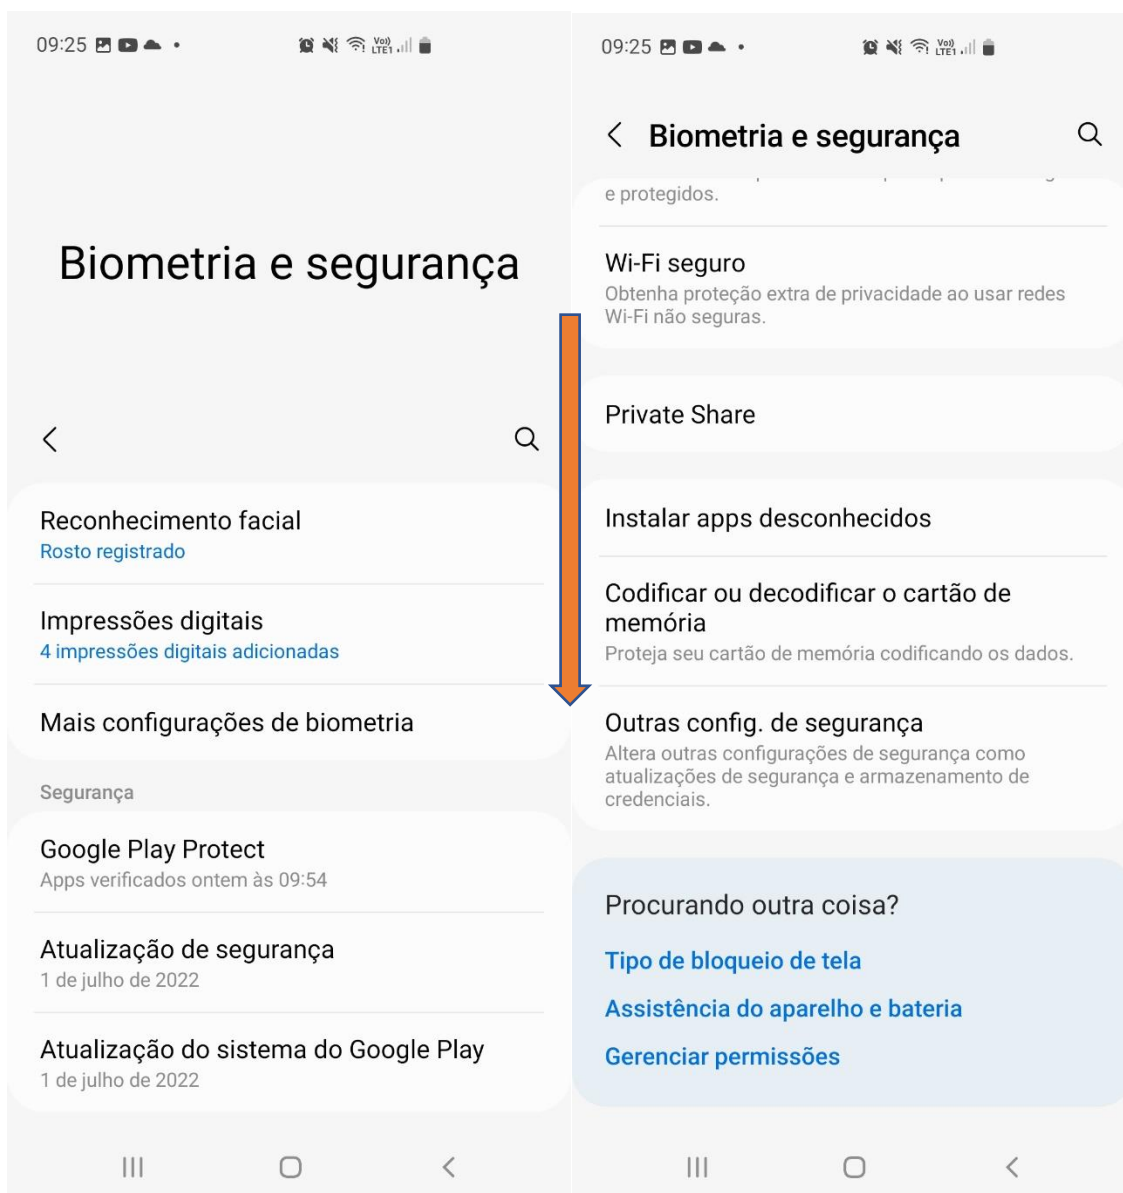 09:25
Vo))
LTE1
Biometria e segurança
Reconhecimento facial
Rosto registrado
Impressões digitais
4 impressões digitais adicionadas
Mais configurações de biometria
Segurança
Google Play Protect
Apps verificados ontem às 09:54
Atualização de segurança
1 de julho de 2022
Atualização do sistema do Google Play
1 de julho de 2022
09:25
Vo))
LTE1
Biometria e segurança
e protegidos.
Wi-Fi seguro
Obtenha proteção extra de privacidade ao usar redes
Wi-Fi não seguras.
Private Share
Instalar apps desconhecidos
Codificar ou decodificar o cartão de
memória
Proteja seu cartão de memória codificando os dados.
Outras config. de segurança
Altera outras configurações de segurança como
atualizações de segurança e armazenamento de
credenciais.
Procurando outra coisa?
Tipo de bloqueio de tela
Assistência do aparelho e bateria
Gerenciar permissões